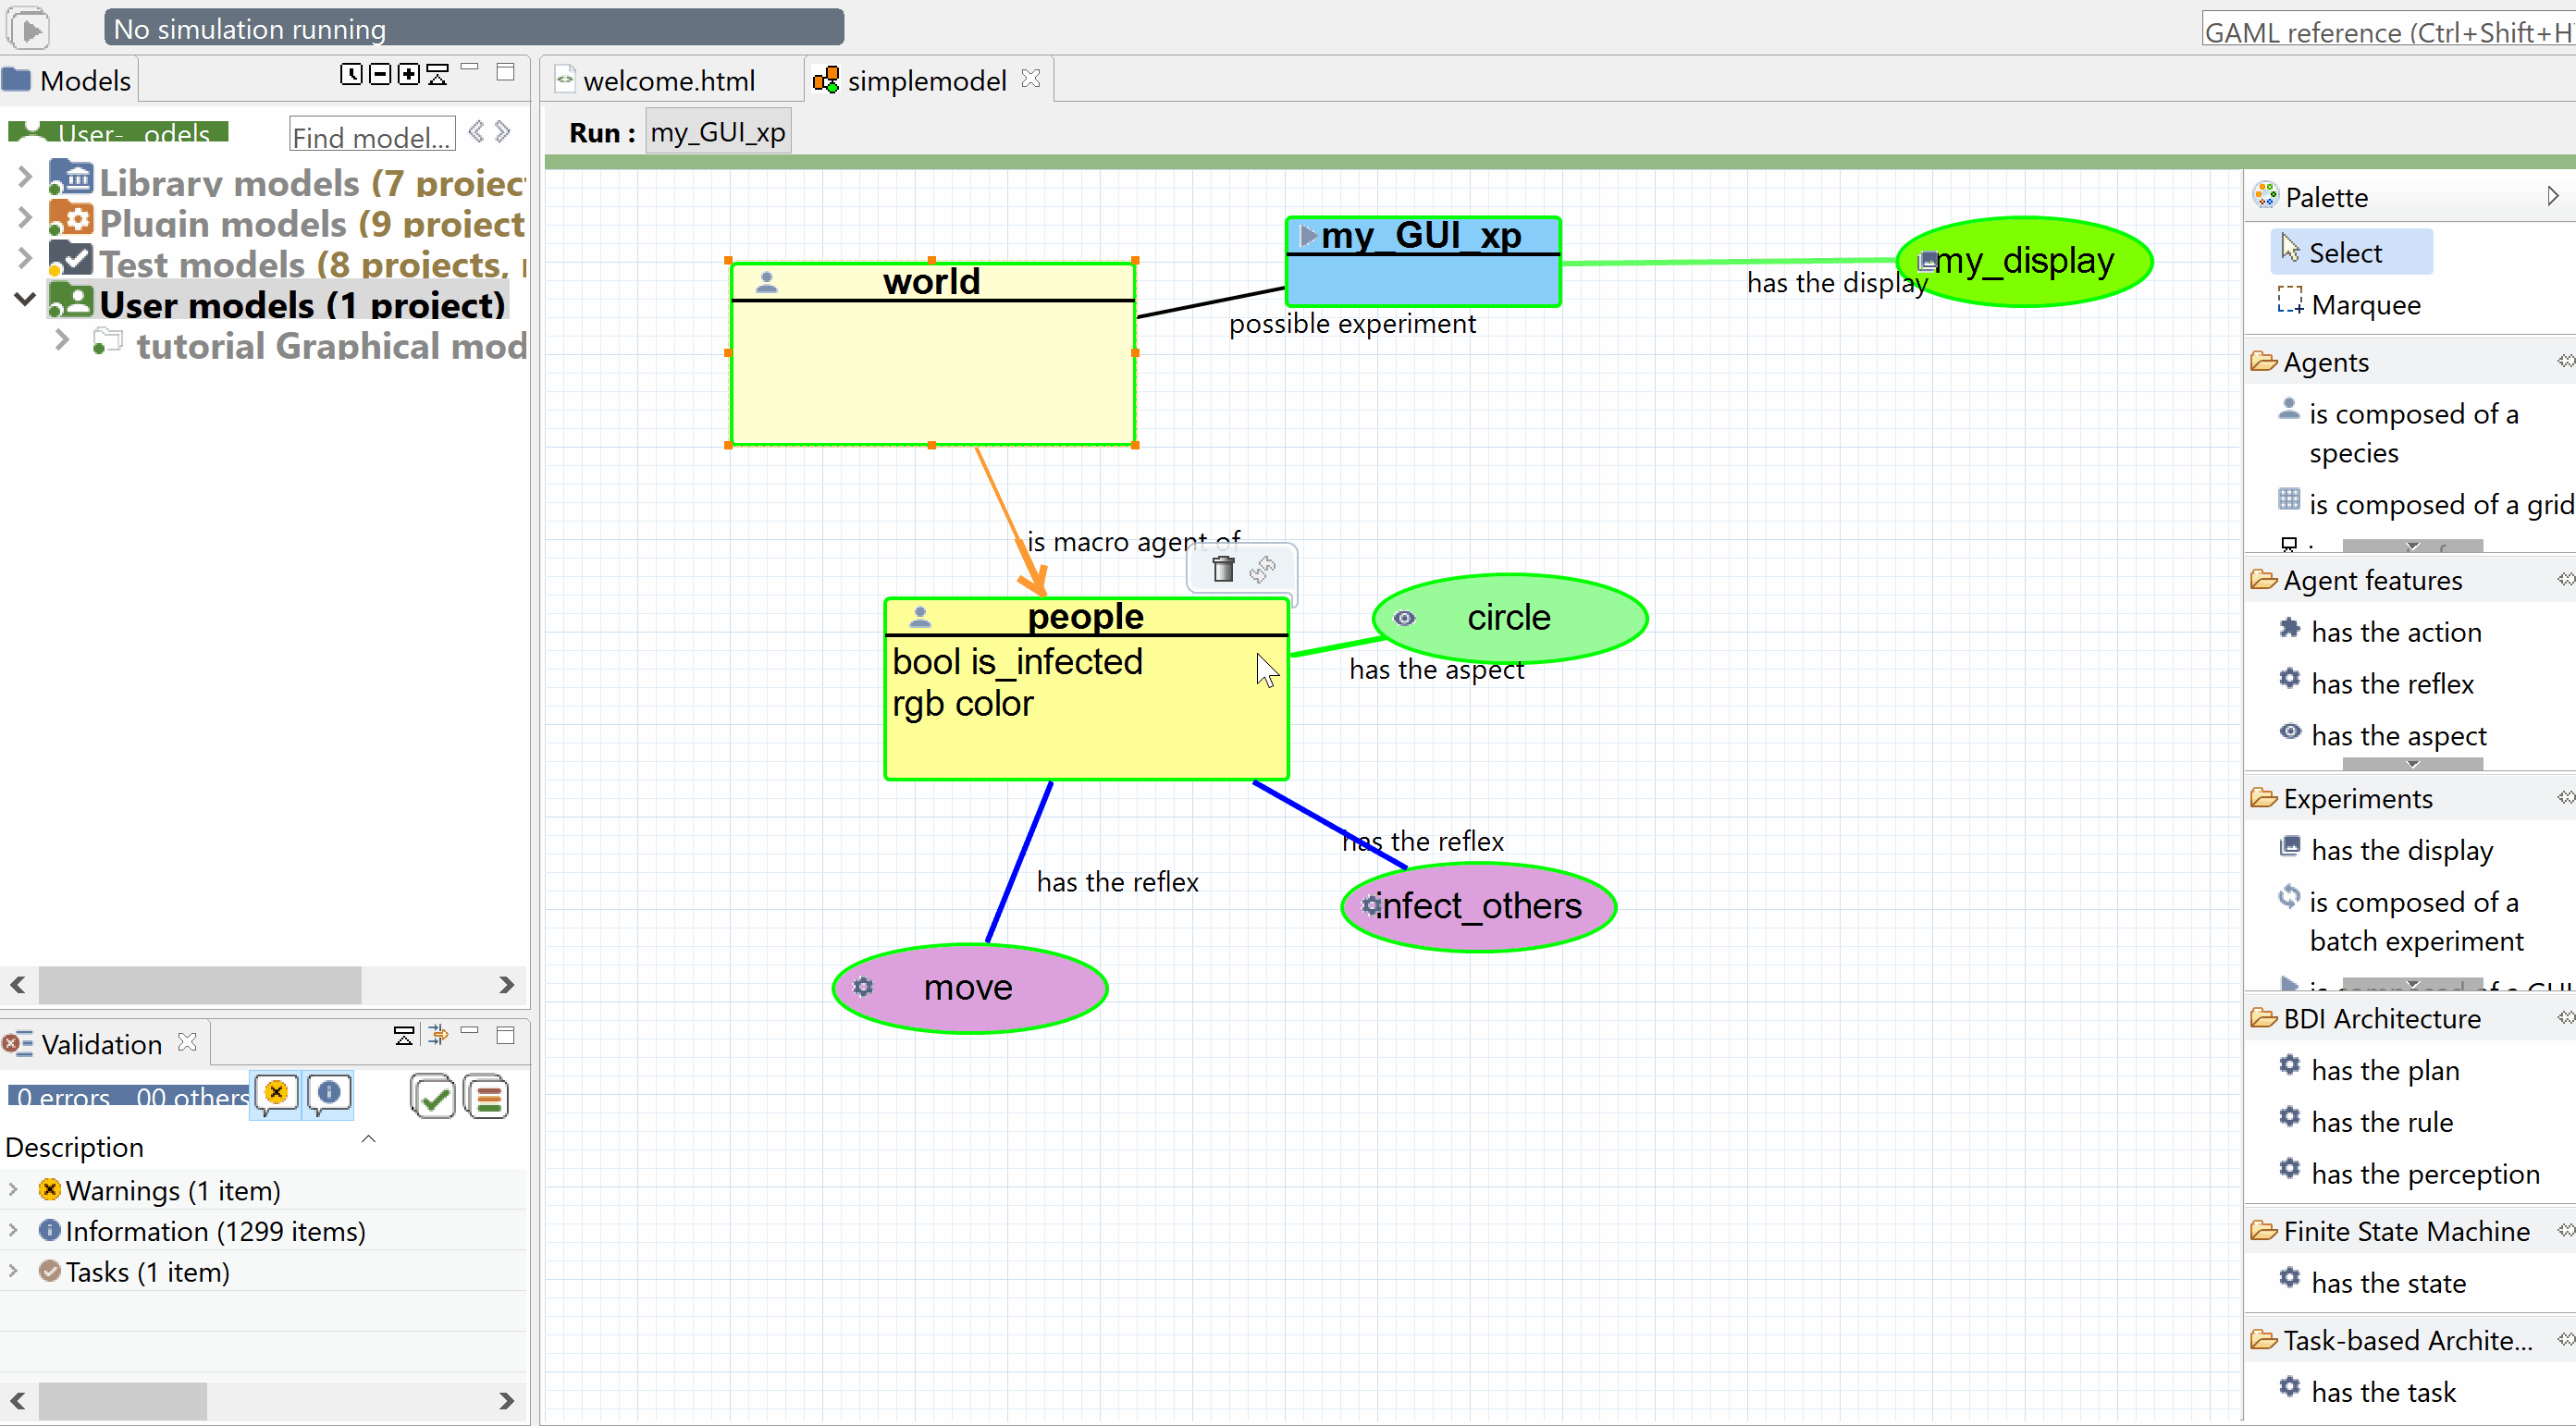 No simulation running
GAML reference (Ctrl+Shift+H
Models
welcome.html
simplemodel
Find model...
Run :
my_GUI_xp
Library models (7 projec
Plugin models (9 project
Test models (8 projects,
User models (1 project)
tutorial Graphical mod
world
my_GUI_xp
my_display
has the display
possible experiment
is macro agent of
people
bool is_infected
rgb color
circle
has the aspect
has the reflex
has the reflex
infect_others
move
Palette
Select
Marquee
Agents
is composed of a
species
is composed of a grid
Agent features
has the action
has the reflex
has the aspect
Experiments
has the display
is composed of a
batch experiment
BDI Architecture
has the plan
has the rule
has the perception
Finite State Machine
has the state
Task-based Archite...
has the task
Validation
0 errors
00 others
Description
Warnings (1 item)
Information (1299 items)
Tasks (1 item)